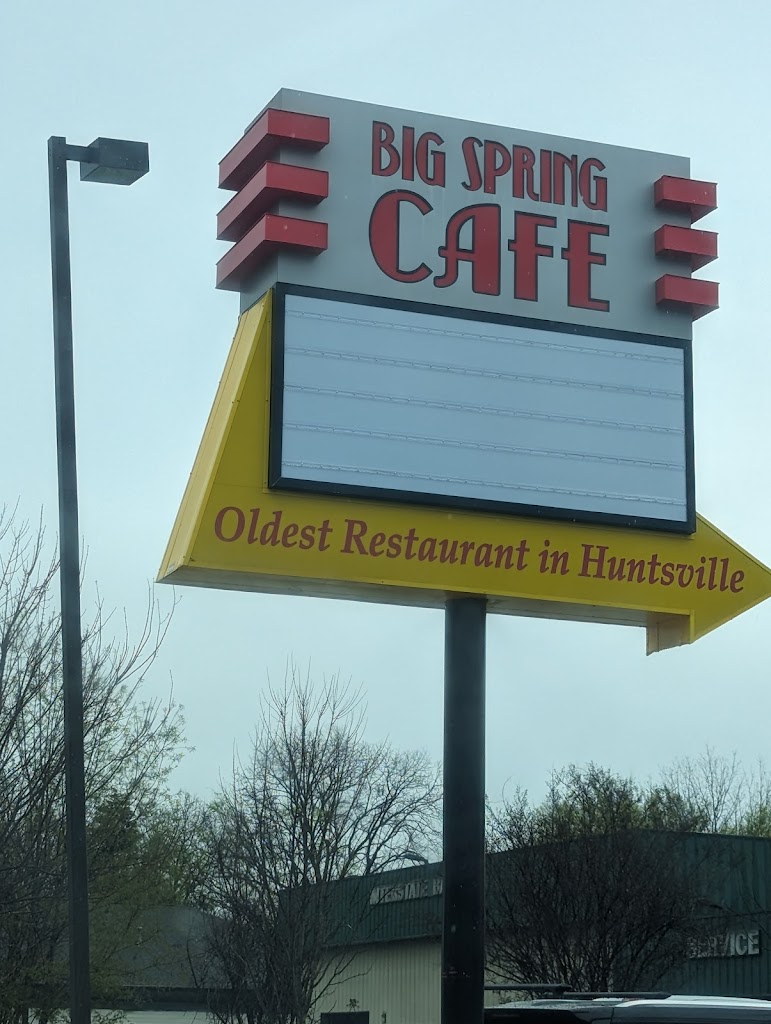 BIG SPRING
CAFE
Oldest Restaurant in Huntsville
SERVICE